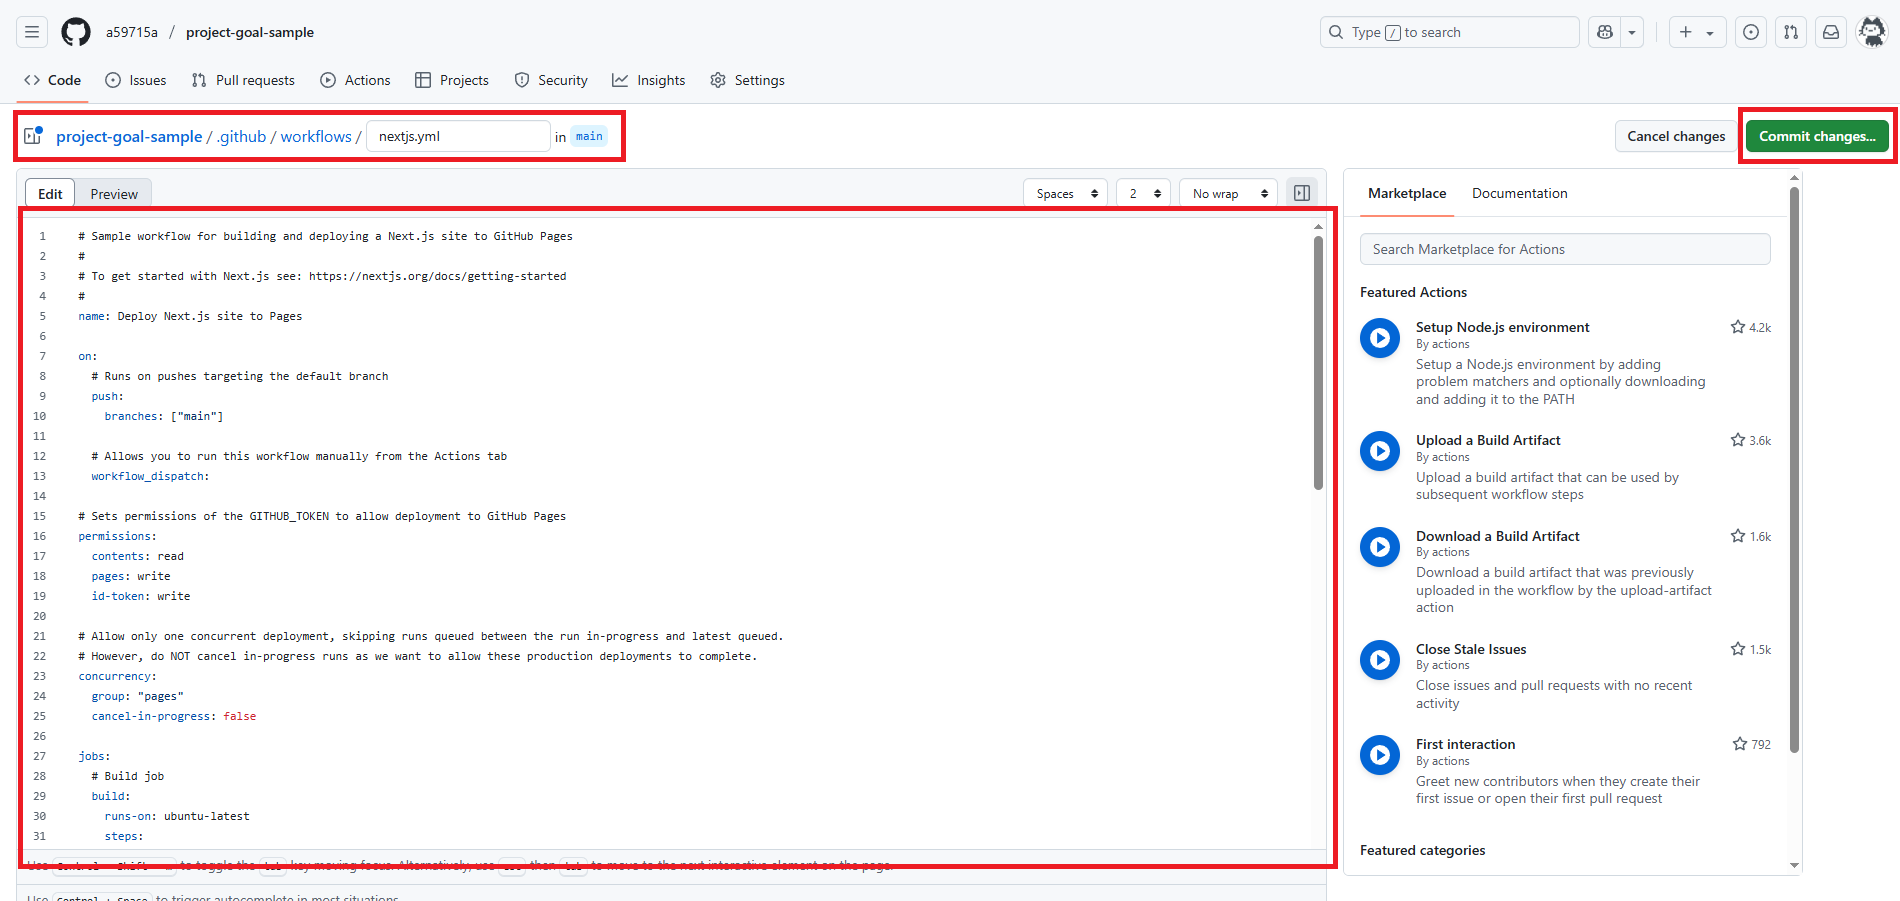 a59715a / project-goal-sample
Type / to search
Code
Issues
Pull requests
Actions
Projects
Security
Insights
Settings
project-goal-sample / .github / workflows / nextjs.yml in main
Cancel changes
Commit changes...
Edit
Preview
Spaces
2
No wrap
1 # Sample workflow for building and deploying a Next.js site to GitHub Pages
2 #
3 # To get started with Next.js see: https://nextjs.org/docs/getting-started
4 #
5 name: Deploy Next.js site to Pages
6
7 on:
8 # Runs on pushes targeting the default branch
9 push:
10 branches: ["main"]
11
12 # Allows you to run this workflow manually from the Actions tab
13 workflow_dispatch:
14
15 # Sets permissions of the GITHUB_TOKEN to allow deployment to GitHub Pages
16 permissions:
17 contents: read
18 pages: write
19 id-token: write
20
21 # Allow only one concurrent deployment, skipping runs queued between the run in-progress and latest queued.
22 # However, do NOT cancel in-progress runs as we want to allow these production deployments to complete.
23 concurrency:
24 group: "pages"
25 cancel-in-progress: false
26
27 jobs:
28 # Build job
29 build:
30 runs-on: ubuntu-latest
31 steps:
to toggle the key moving focus. Alternatively, use then to move to the next interactive element on the page.
Use Control + Space to trigger autocomplete in most situations.
Marketplace
Documentation
Search Marketplace for Actions
Featured Actions
Setup Node.js environment
4.2k
By actions
Setup a Node.js environment by adding
problem matchers and optionally downloading
and adding it to the PATH
Upload a Build Artifact
3.6k
By actions
Upload a build artifact that can be used by
subsequent workflow steps
Download a Build Artifact
1.6k
By actions
Download a build artifact that was previously
uploaded in the workflow by the upload-artifact
action
Close Stale Issues
1.5k
By actions
Close issues and pull requests with no recent
activity
First interaction
792
By actions
Greet new contributors when they create their
first issue or open their first pull request
Featured categories